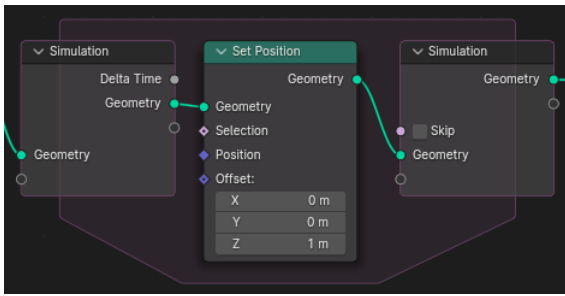 Simulation
Delta Time
Geometry
Geometry
Set Position
Geometry
Geometry
Selection
Position
Offset:
X 0 m
Y 0 m
Z 1 m
Simulation
Geometry
Skip
Geometry